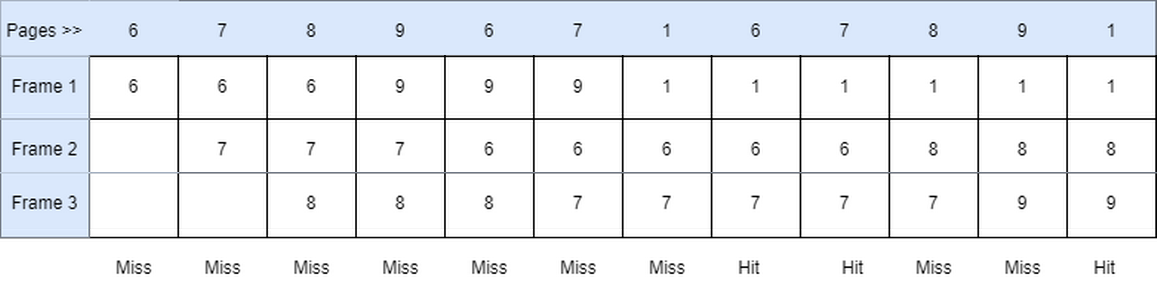 Pages >> 6 7 8 9 6 7 1 6 7 8 9 1
Frame 1 6 6 6 9 9 9 1 1 1 1 1 1
Frame 2 7 7 7 6 6 6 6 6 8 8 8
Frame 3 8 8 8 7 7 7 7 7 9 9
Miss Miss Miss Miss Miss Miss Miss Hit Hit Miss Miss Hit